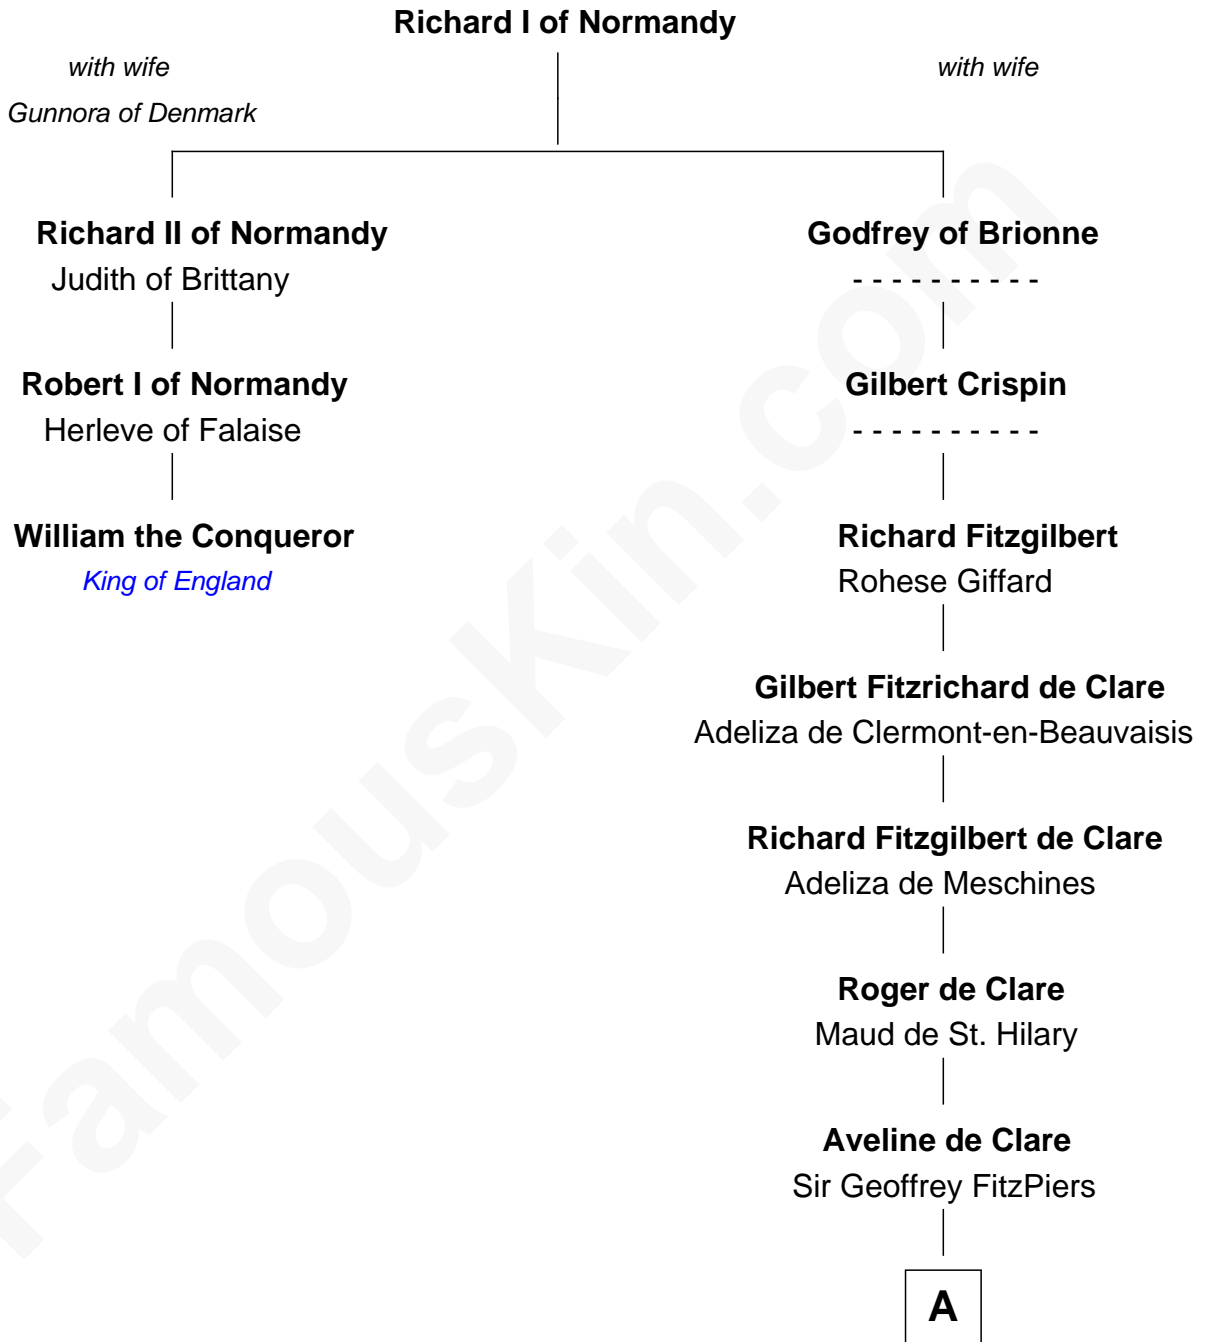 Richard I of Normandy
with wife
Gunnora of Denmark
with wife
Richard II of Normandy
Judith of Brittany
Godfrey of Brionne
- - - - - - - - - -
Robert I of Normandy
Herleve of Falaise
Gilbert Crispin
- - - - - - - - - -
William the Conqueror
King of England
Richard Fitzgilbert
Rohese Giffard
Gilbert Fitzrichard de Clare
Adeliza de Clermont-en-Beauvaisis
Richard Fitzgilbert de Clare
Adeliza de Meschines
Roger de Clare
Maud de St. Hilary
Aveline de Clare
Sir Geoffrey FitzPiers
A
FamousKin.com